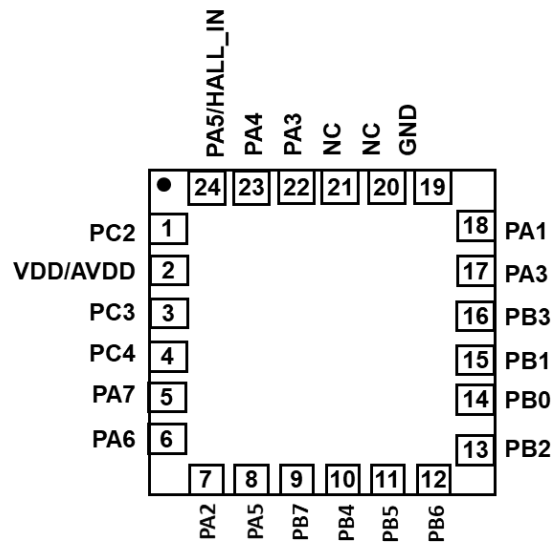 PA5/HALL_IN
PA4
PA3
NC
NC
GND
24
23
22
21
20
19
PC2
1
VDD/AVDD
2
PC3
3
PC4
4
PA7
5
PA6
6
18
PA1
17
PA3
16
PB3
15
PB1
14
PB0
13
PB2
7
8
9
10
11
12
PA2
PA5
PB7
PB4
PB5
PB6